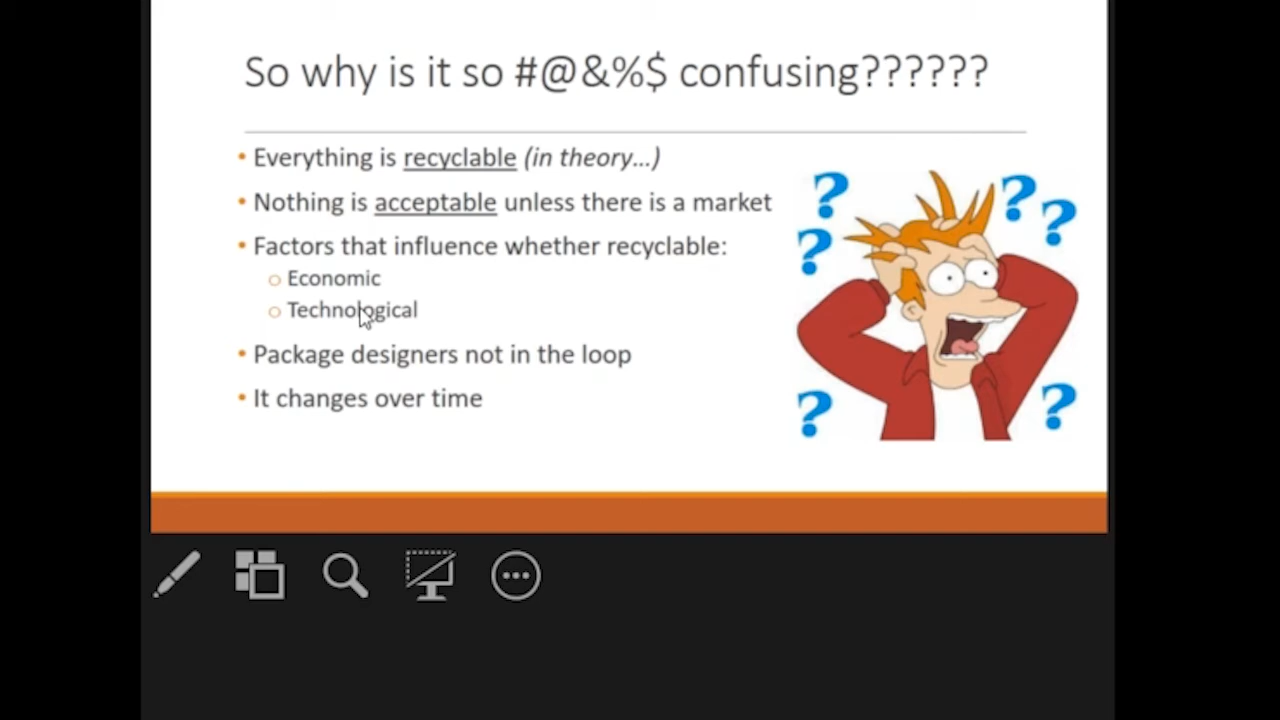 So why is it so #@&%$ confusing??????
• Everything is recyclable (in theory...)
• Nothing is acceptable unless there is a market
• Factors that influence whether recyclable:
o Economic
o Technological
• Package designers not in the loop
• It changes over time
? ? ? ? ? ?